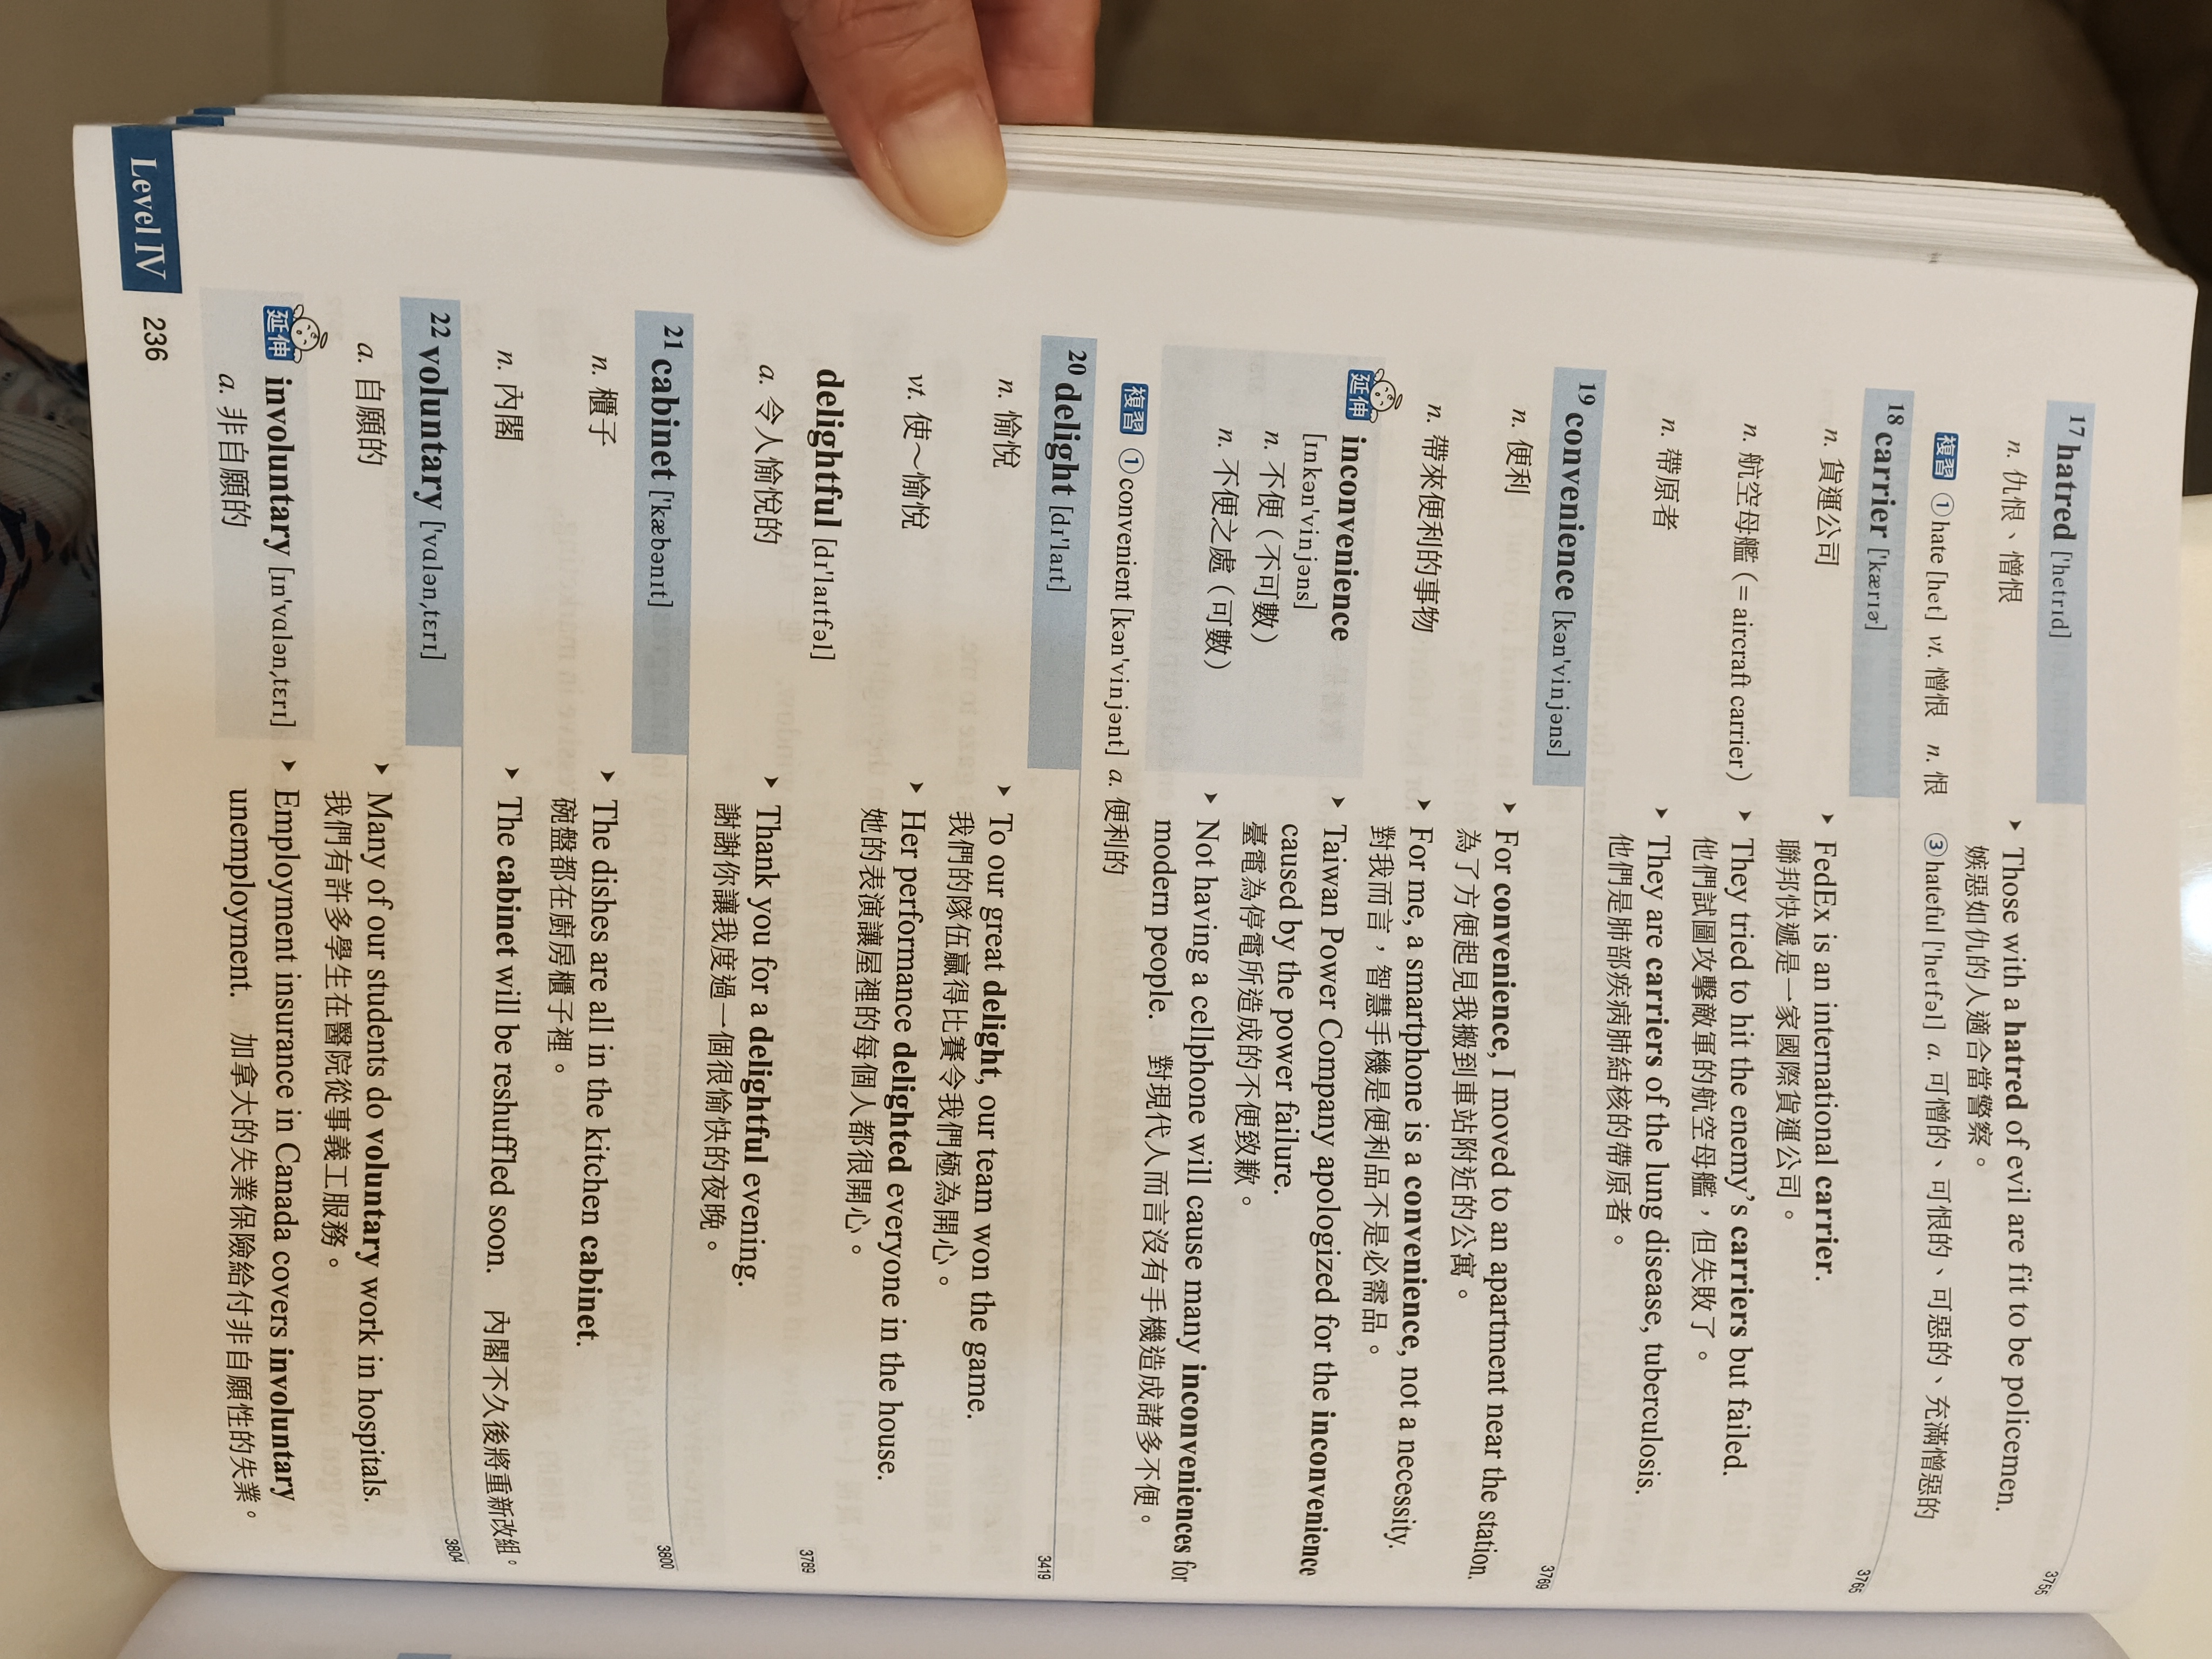 17 hatred [ˈhetrɪd] 3755
n. 仇恨、憎恨
➤ Those with a hatred of evil are fit to be policemen.
嫉惡如仇的人適合當警察。
複習 ①hate [het] vt. 憎恨 n. 恨 ③hateful [ˈhetfəl] a. 可憎的、可恨的、可惡的、充滿憎惡的
18 carrier [ˈkærɪɚ] 3766
n. 貨運公司
➤ FedEx is an international carrier.
聯邦快遞是一家國際貨運公司。
n. 航空母艦（= aircraft carrier）
➤ They tried to hit the enemy's carriers but failed.
他們試圖攻擊敵軍的航空母艦，但失敗了。
n. 帶原者
➤ They are carriers of the lung disease, tuberculosis.
他們是肺部疾病肺結核的帶原者。
19 convenience [kənˈvinjəns] 3769
n. 便利
➤ For convenience, I moved to an apartment near the station.
為了方便起見我搬到車站附近的公寓。
n. 帶來便利的事物
➤ For me, a smartphone is a convenience, not a necessity.
對我而言，智慧手機是便利品不是必需品。
延伸 inconvenience
[ɪnkənˈvinjəns]
n. 不便（不可數）
➤ Taiwan Power Company apologized for the inconvenience
caused by the power failure.
臺電為停電所造成的不便致歉。
n. 不便之處（可數）
➤ Not having a cellphone will cause many inconveniences for
modern people. 對現代人而言沒有手機造成諸多不便。
複習 ①convenient [kənˈvinjənt] a. 便利的
20 delight [dɪˈlaɪt] 3419
n. 愉悅
➤ To our great delight, our team won the game.
我們的隊伍贏得比賽令我們極為開心。
vt. 使～愉悅
➤ Her performance delighted everyone in the house.
她的表演讓屋裡的每個人都很開心。
delightful [dɪˈlaɪtfəl] 3789
a. 令人愉悅的
➤ Thank you for a delightful evening.
謝謝你讓我度過一個很愉快的夜晚。
21 cabinet [ˈkæbənɪt] 3800
n. 櫃子
➤ The dishes are all in the kitchen cabinet.
碗盤都在廚房櫃子裡。
n. 內閣
➤ The cabinet will be reshuffled soon. 內閣不久後將重新改組。
22 voluntary [ˈvɑlənˌtɛrɪ] 3804
a. 自願的
➤ Many of our students do voluntary work in hospitals.
我們有許多學生在醫院從事義工服務。
延伸 involuntary [ɪnˈvɑlənˌtɛrɪ]
a. 非自願的
➤ Employment insurance in Canada covers involuntary
unemployment. 加拿大的失業保險給付非自願性的失業。
Level IV 236